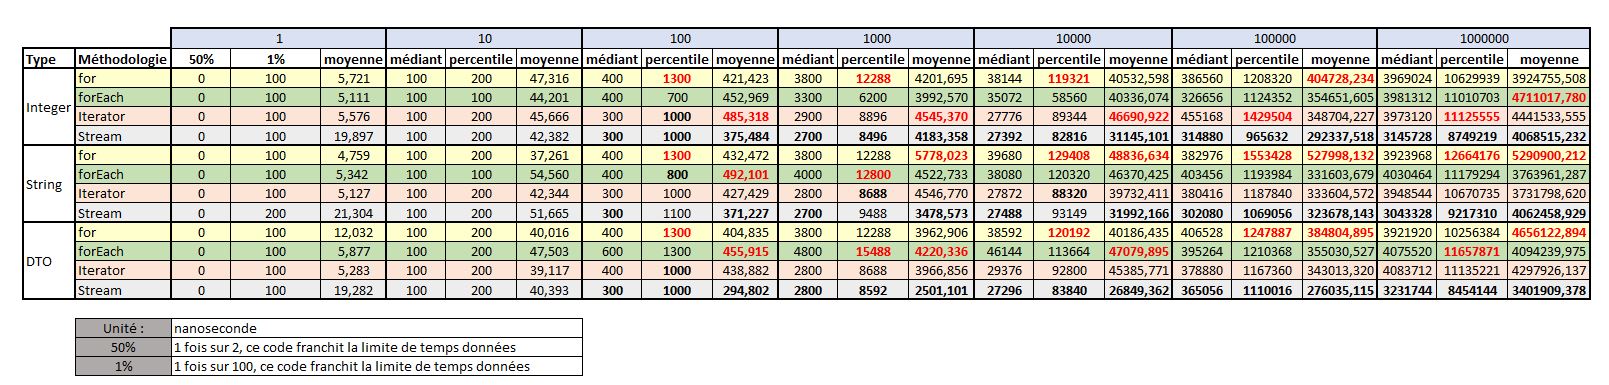 1 10 100 1000 10000 100000 1000000
Type Méthodologie 50% 1% moyenne médiant percentile moyenne médiant percentile moyenne médiant percentile moyenne médiant percentile moyenne médiant percentile moyenne médiant percentile moyenne
Integer
for 0 100 5,721 100 200 47,316 400 1300 421,423 3800 12288 4201,695 38144 119321 40532,598 386560 1208320 404728,234 3969024 10629939 3924755,508
forEach 0 100 5,111 100 100 44,201 400 700 452,969 3300 6200 3992,570 35072 58560 40336,074 326656 1124352 354651,605 3981312 11010703 4711017,780
Iterator 0 100 5,576 100 200 45,666 300 1000 485,318 2900 8896 4545,370 27776 89344 46690,922 455168 1429504 348704,227 3973120 11125555 4441533,555
Stream 0 100 19,897 100 200 42,382 300 1000 375,484 2700 8496 4183,358 27392 82816 31145,101 314880 965632 292337,518 3145728 8749219 4068515,232
String
for 0 100 4,759 100 200 37,261 400 1300 432,472 3800 12288 5778,023 39680 129408 48836,634 382976 1553428 527998,132 3923968 12664176 5290900,212
forEach 0 100 5,342 100 100 54,560 400 800 492,101 4000 12800 4522,733 38080 120320 46370,425 403456 1193984 331603,679 4030464 11179294 3763961,287
Iterator 0 100 5,127 100 200 42,344 300 1000 427,429 2800 8688 4546,770 27872 88320 39732,411 380416 1187840 333604,572 3948544 10670735 3731798,620
Stream 0 200 21,304 100 200 51,665 300 1100 371,227 2700 9488 3478,573 27488 93149 31992,166 302080 1069056 323678,143 3043328 9217310 4062458,929
DTO
for 0 100 12,032 100 200 40,016 400 1300 404,835 3800 12288 3962,906 38592 120192 40186,435 406528 1247887 384804,895 3921920 10256384 4656122,894
forEach 0 100 5,877 100 200 47,503 600 1300 455,915 4800 15488 4220,336 46144 113664 47079,895 395264 1210368 355030,527 4075520 11657871 4094239,975
Iterator 0 100 5,283 100 200 39,117 400 1000 438,882 2800 8688 3966,856 29376 92800 45385,771 378880 1167360 343013,320 4083712 11135221 4297926,137
Stream 0 100 19,282 100 200 40,393 300 1000 294,802 2800 8592 2501,101 27296 83840 26849,362 365056 1110016 276035,115 3231744 8454144 3401909,378
Unité : nanoseconde
50% 1 fois sur 2, ce code franchit la limite de temps données
1% 1 fois sur 100, ce code franchit la limite de temps données